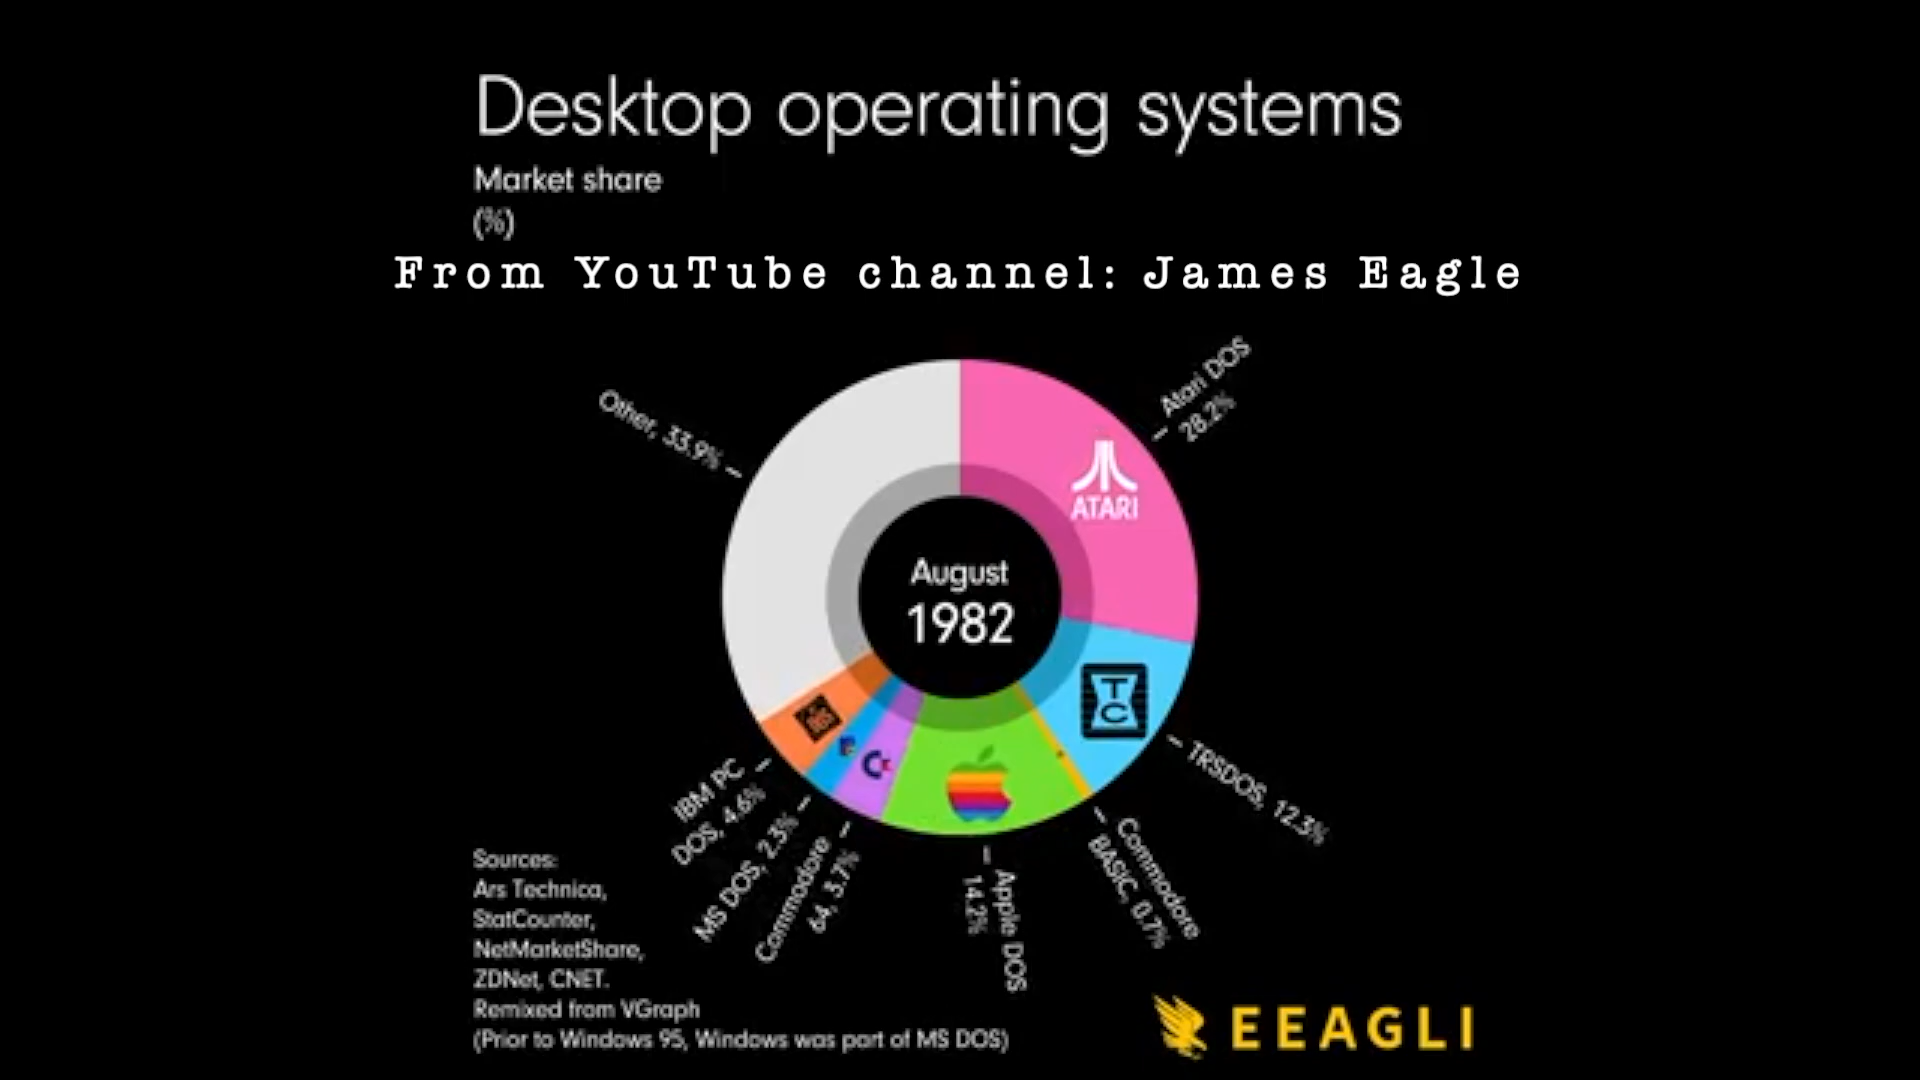 Desktop operating systems
Market share
(%)
From YouTube channel: James Eagle
Atari DOS
28.2%
Other, 33.9%
ATARI
August
1982
T
C
TRSDOS, 12.3%
IBM PC
DOS, 4.6%
MS DOS, 2.3%
Commodore
64, 3.7%
Apple DOS
14.2%
Commodore
BASIC, 0.7%
Sources:
Ars Technica,
StatCounter,
NetMarketShare,
ZDNet, CNET.
Remixed from VGraph
(Prior to Windows 95, Windows was part of MS DOS)
EEAGLI